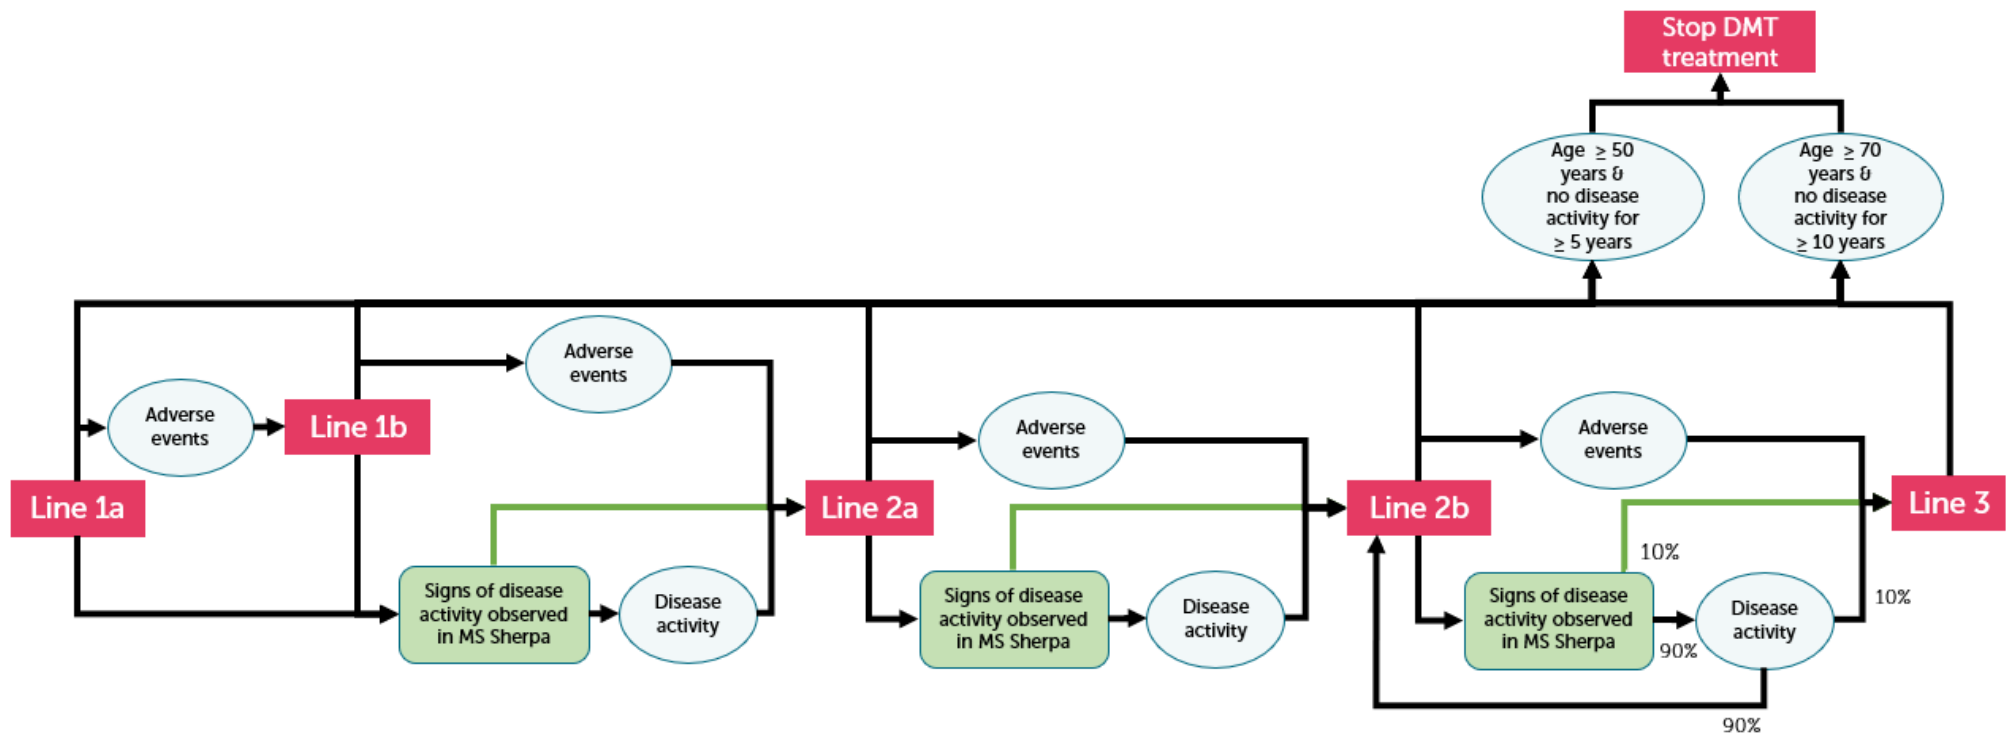 Stop DMT
treatment
Age ≥ 50
years &
no disease
activity for
≥ 5 years
Age ≥ 70
years &
no disease
activity for
≥ 10 years
Adverse
events
Line 1b
Line 1a
Adverse
events
Signs of disease
activity observed
in MS Sherpa
Disease
activity
Line 2a
Adverse
events
Signs of disease
activity observed
in MS Sherpa
Disease
activity
Line 2b
Adverse
events
10%
Signs of disease
activity observed
in MS Sherpa
90%
Disease
activity
10%
90%
Line 3